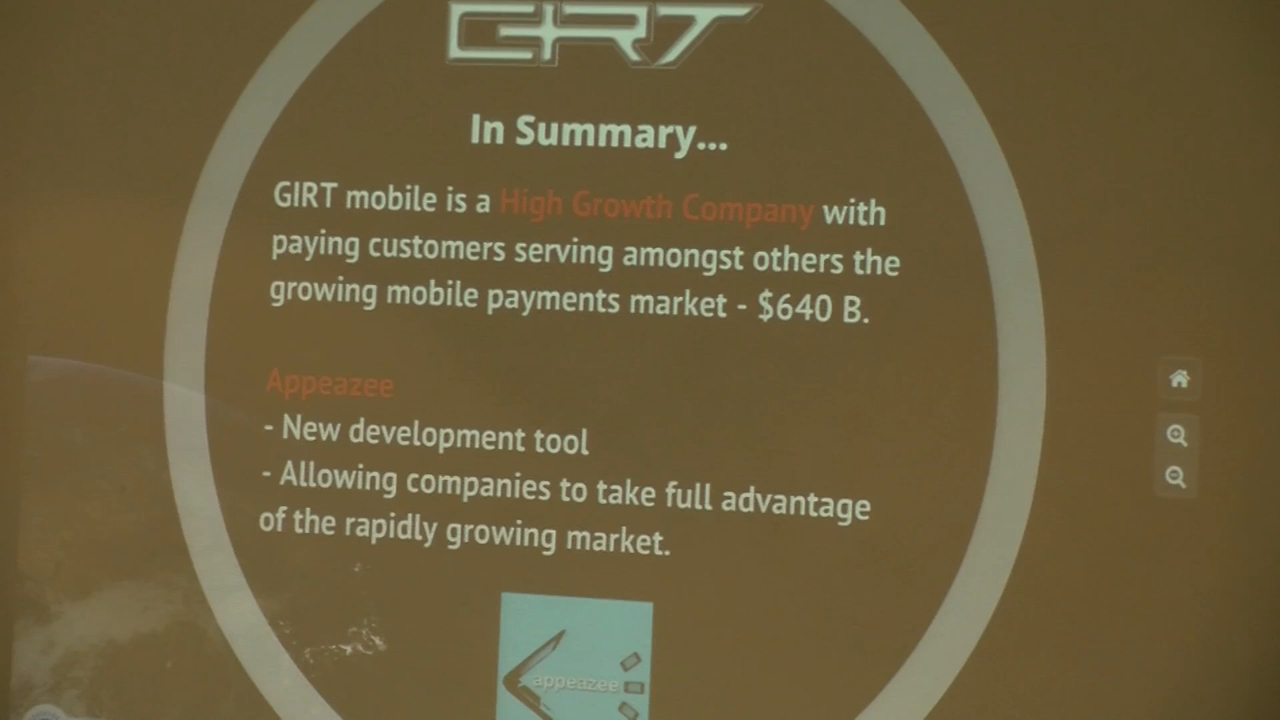 GIRT
In Summary...
GIRT mobile is a High Growth Company with
paying customers serving amongst others the
growing mobile payments market - $640 B.
Appeazee
- New development tool
- Allowing companies to take full advantage
of the rapidly growing market.
appeazee